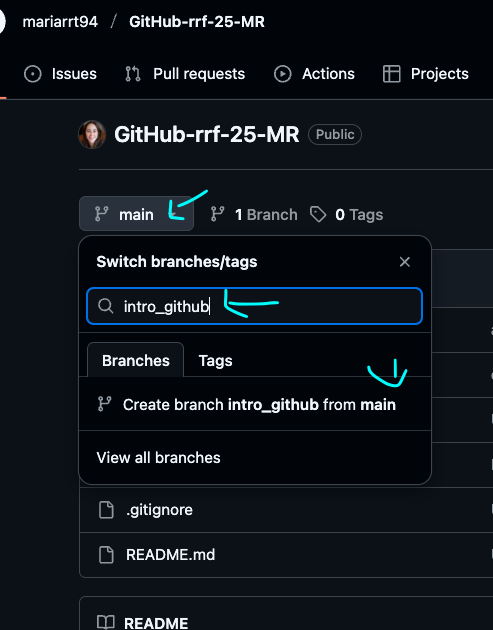 mariarrt94 / GitHub-rrf-25-MR
Issues Pull requests Actions Projects
GitHub-rrf-25-MR Public
main 1 Branch 0 Tags
Switch branches/tags
intro_github
Branches Tags
Create branch intro_github from main
View all branches
.gitignore
README.md
README